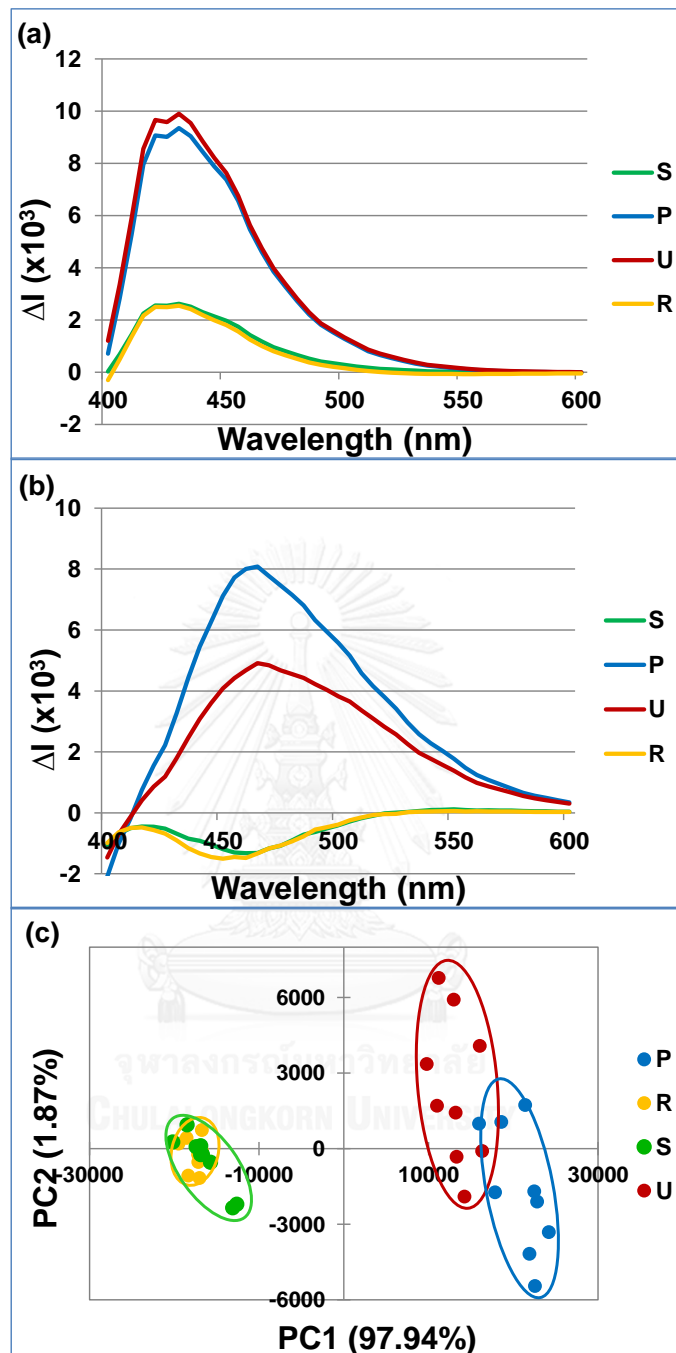 (a)
12
10
8
6
4
2
0
-2
400 450 500 550 600
ΔI (x10³)
Wavelength (nm)
S
P
U
R
(b)
10
8
6
4
2
0
-2
400 450 500 550 600
ΔI (x10³)
Wavelength (nm)
S
P
U
R
(c)
6000
3000
0
-3000
-6000
-30000 -10000 10000 30000
PC2 (1.87%)
PC1 (97.94%)
P
R
S
U
จุฬาลงกรณ์มหาวิทยาลัย
CHULALONGKORN UNIVERSITY